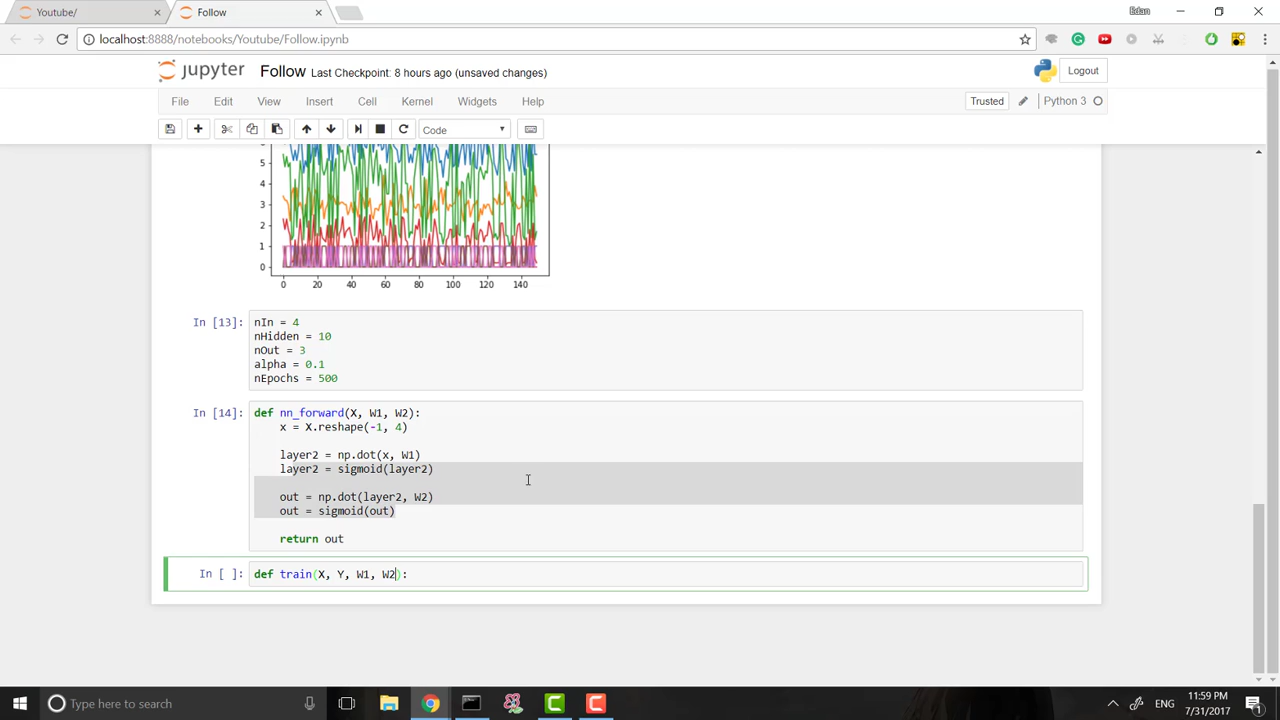 Youtube/
Follow
Edan
localhost:8888/notebooks/Youtube/Follow.ipynb
jupyter Follow Last Checkpoint: 8 hours ago (unsaved changes)
Logout
File Edit View Insert Cell Kernel Widgets Help
Trusted Python 3
Code
5
4
3
2
1
0
0 20 40 60 80 100 120 140
In [13]: nIn = 4
nHidden = 10
nOut = 3
alpha = 0.1
nEpochs = 500
In [14]: def nn_forward(X, W1, W2):
x = X.reshape(-1, 4)
layer2 = np.dot(x, W1)
layer2 = sigmoid(layer2)
out = np.dot(layer2, W2)
out = sigmoid(out)
return out
In [ ]: def train(X, Y, W1, W2):
Type here to search
ENG
11:59 PM
7/31/2017
1